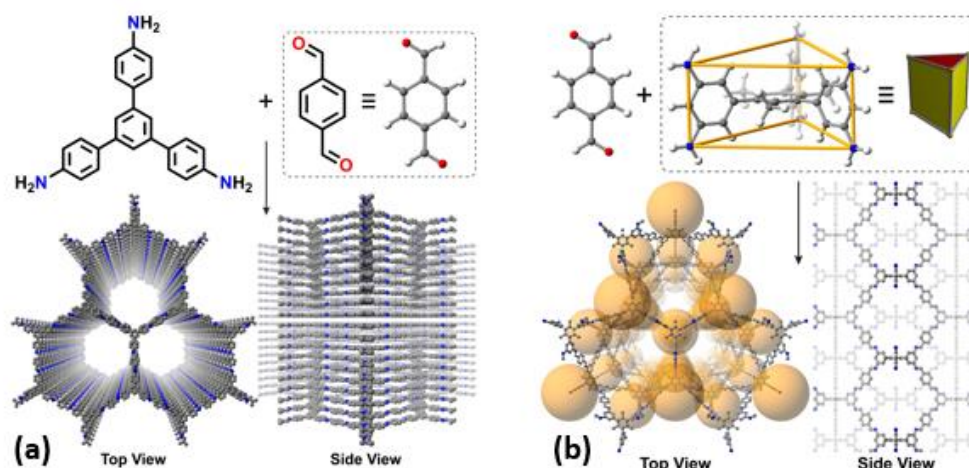 NH₂
H₂N
NH₂
+
O
O
≡
(a)
Top View
Side View
+
≡
(b)
Top View
Side View